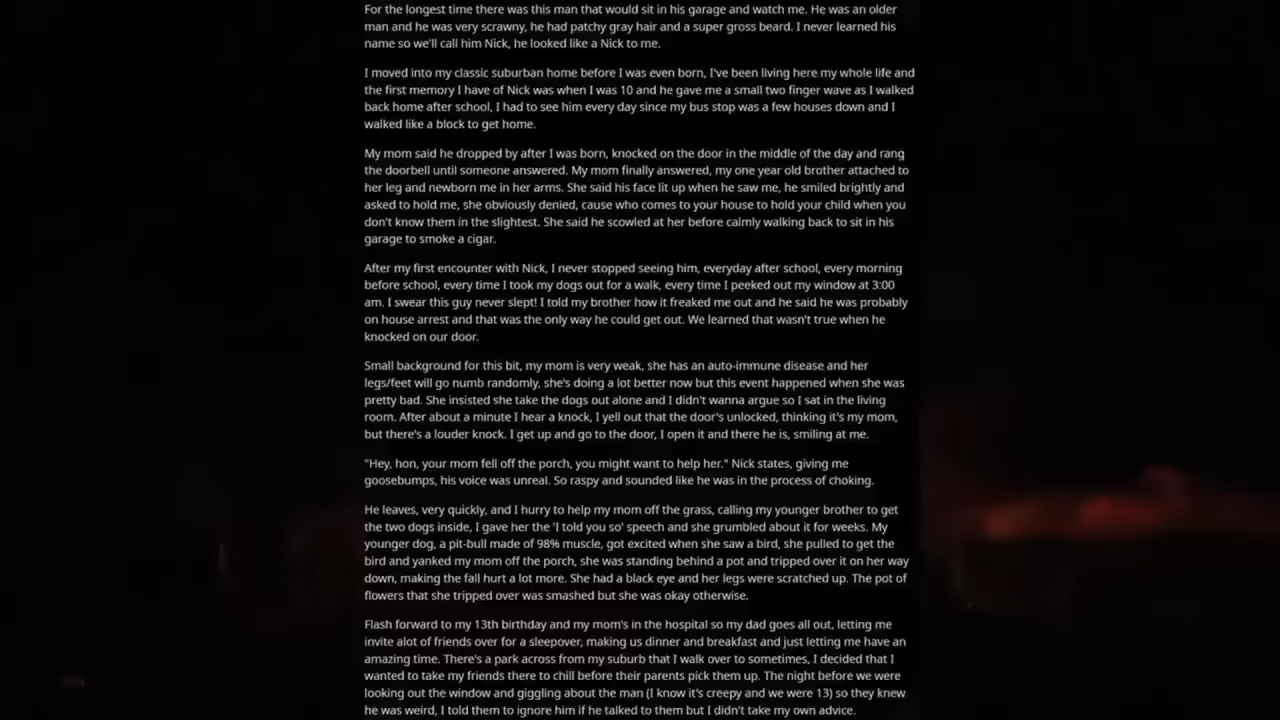 For the longest time there was this man that would sit in his garage and watch me. He was an older
man and he was very scrawny, he had patchy gray hair and a super gross beard. I never learned his
name so we'll call him Nick, he looked like a Nick to me.
I moved into my classic suburban home before I was even born, I've been living here my whole life and
the first memory I have of Nick was when I was 10 and he gave me a small two finger wave as I walked
back home after school, I had to see him every day since my bus stop was a few houses down and I
walked like a block to get home.
My mom said he dropped by after I was born, knocked on the door in the middle of the day and rang
the doorbell until someone answered. My mom finally answered, my one year old brother attached to
her leg and newborn me in her arms. She said his face lit up when he saw me, he smiled brightly and
asked to hold me, she obviously denied, cause who comes to your house to hold your child when you
don't know them in the slightest. She said he scowled at her before calmly walking back to sit in his
garage to smoke a cigar.
After my first encounter with Nick, I never stopped seeing him, everyday after school, every morning
before school, every time I took my dogs out for a walk, every time I peeked out my window at 3:00
am. I swear this guy never slept! I told my brother how it freaked me out and he said he was probably
on house arrest and that was the only way he could get out. We learned that wasn't true when he
knocked on our door.
Small background for this bit, my mom is very weak, she has an auto-immune disease and her
legs/feet will go numb randomly, she's doing a lot better now but this event happened when she was
pretty bad. She insisted she take the dogs out alone and I didn't wanna argue so I sat in the living
room. After about a minute I hear a knock, I yell out that the door's unlocked, thinking it's my mom,
but there's a louder knock. I get up and go to the door, I open it and there he is, smiling at me.
"Hey, hon, your mom fell off the porch, you might want to help her." Nick states, giving me
goosebumps, his voice was unreal. So raspy and sounded like he was in the process of choking.
He leaves, very quickly, and I hurry to help my mom off the grass, calling my younger brother to get
the two dogs inside, I gave her the 'I told you so' speech and she grumbled about it for weeks. My
younger dog, a pit-bull made of 98% muscle, got excited when she saw a bird, she pulled to get the
bird and yanked my mom off the porch, she was standing behind a pot and tripped over it on her way
down, making the fall hurt a lot more. She had a black eye and her legs were scratched up. The pot of
flowers that she tripped over was smashed but she was okay otherwise.
Flash forward to my 13th birthday and my mom's in the hospital so my dad goes all out, letting me
invite alot of friends over for a sleepover, making us dinner and breakfast and just letting me have an
amazing time. There's a park across from my suburb that I walk over to sometimes, I decided that I
wanted to take my friends there to chill before their parents pick them up. The night before we were
looking out the window and giggling about the man (I know it's creepy and we were 13) so they knew
he was weird, I told them to ignore him if he talked to them but I didn't take my own advice.